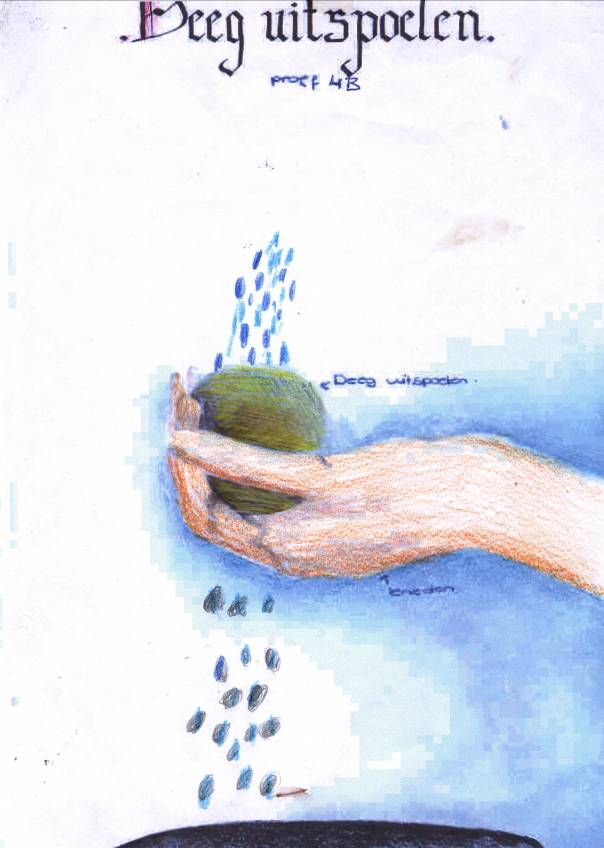 .Deeg uitspoelen.
proef 4B
Deeg uitspoelen.
kneden